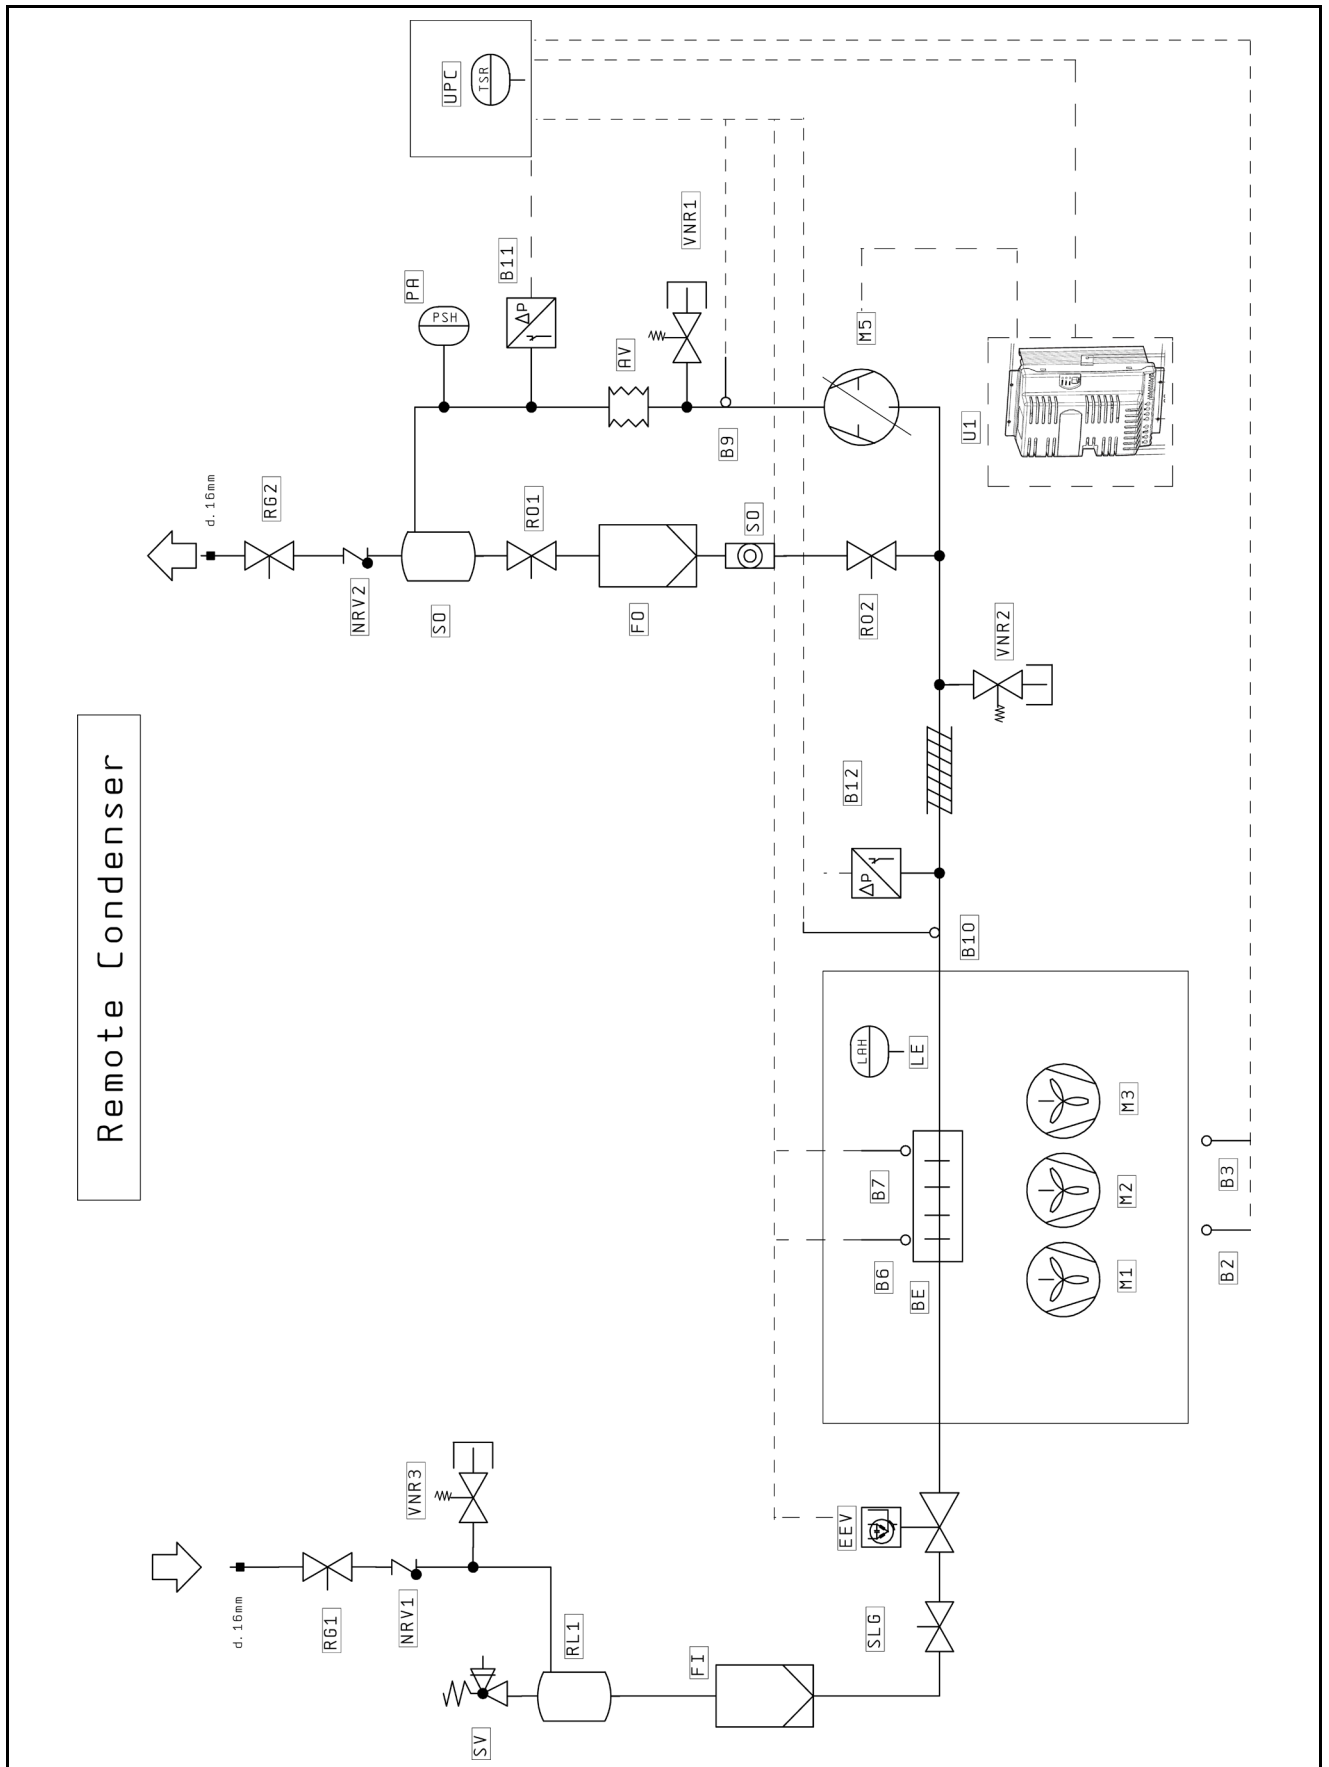 Remote Condenser
UPC
TSR
PA
PSH
B11
ΔP
AV
VNR1
B9
M5
U1
d.16mm
RG2
NRV2
SO
RO1
FO
SO
RO2
VNR2
B12
ΔP
B10
LAH
LE
B7
B6
BE
M3
M2
M1
B3
B2
EEV
SLG
VNR3
d.16mm
RG1
NRV1
RL1
SV
FI